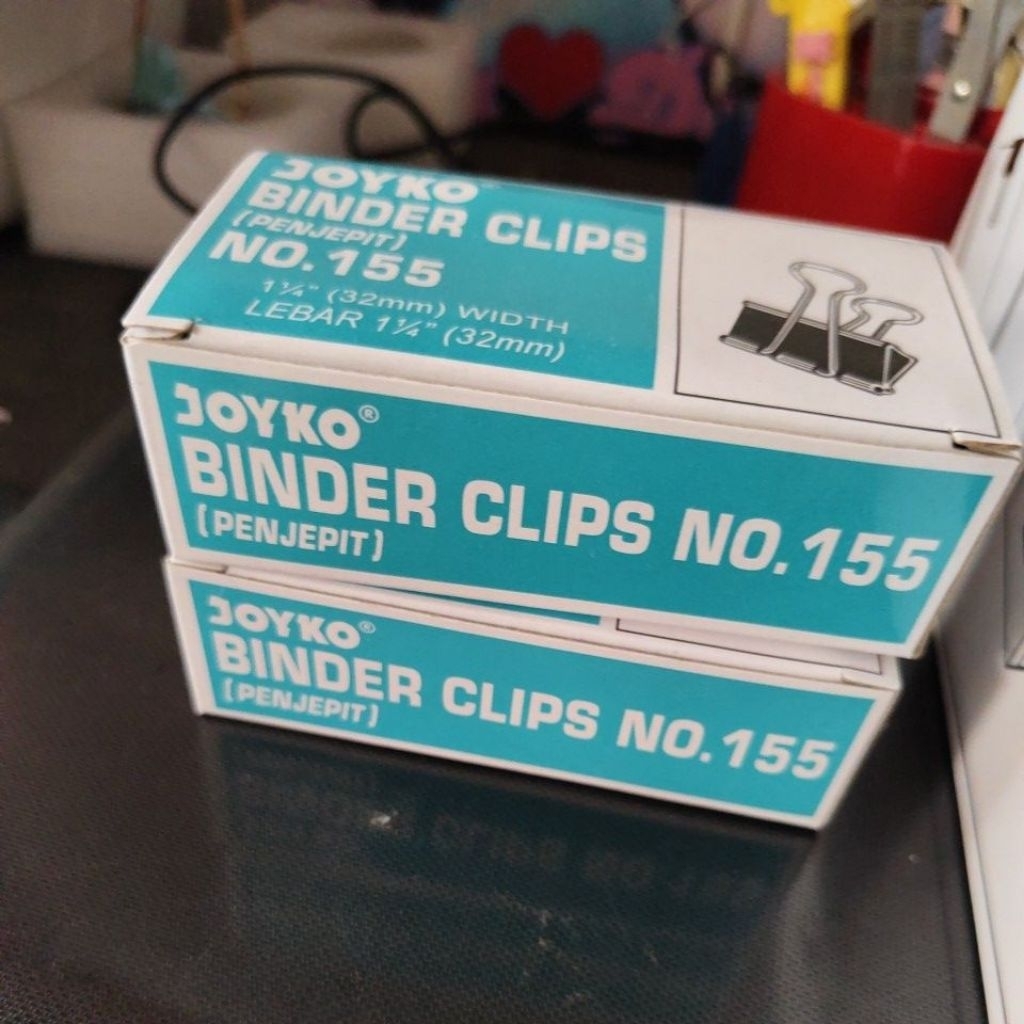 JOYKO
BINDER CLIPS
(PENJEPIT)
NO. 155
1¼" (32mm) WIDTH
LEBAR 1¼" (32mm)
JOYKO®
BINDER CLIPS NO.155
(PENJEPIT)
JOYKO®
BINDER CLIPS NO.155
(PENJEPIT)